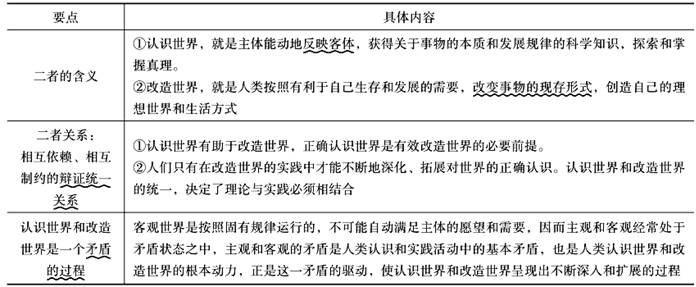 要点 具体内容
二者的含义
①认识世界，就是主体能动地反映客体，获得关于事物的本质和发展规律的科学知识，探索和掌
握真理。
②改造世界，就是人类按照有利于自己生存和发展的需要，改变事物的现存形式，创造自己的理
想世界和生活方式
二者关系：
相互依赖、相互
制约的辩证统一
关系
①认识世界有助于改造世界，正确认识世界是有效改造世界的必要前提。
②人们只有在改造世界的实践中才能不断地深化、拓展对世界的正确认识。认识世界和改造世界
的统一，决定了理论与实践必须相结合
认识世界和改造
世界是一个矛盾
的过程
客观世界是按照固有规律运行的，不可能自动满足主体的愿望和需要，因而主观和客观经常处于
矛盾状态之中，主观和客观的矛盾是人类认识和实践活动中的基本矛盾，也是人类认识世界和改
造世界的根本动力，正是这一矛盾的驱动，使认识世界和改造世界呈现出不断深入和扩展的过程